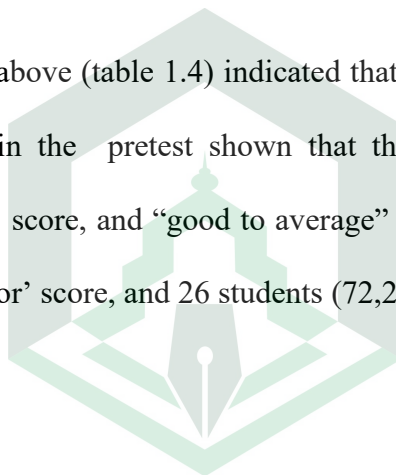 above (table 1.4) indicated that
in the pretest shown that th
score, and “good to average”
or’ score, and 26 students (72,2